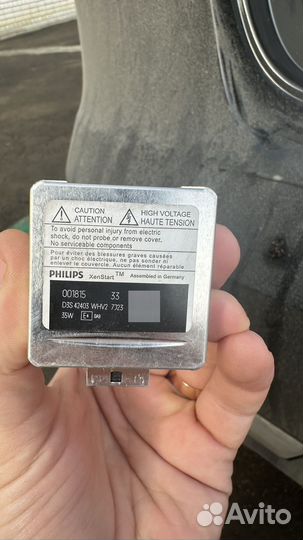 CAUTION
ATTENTION
HIGH VOLTAGE
HAUTE TENSION
To avoid personal injury from electric
shock, do not probe or remove cover.
No serviceable components
Pour éviter des blessures graves causées
par un choc électrique, ne pas sonder ni
enlever le couvercle. Aucun élément réparable
PHILIPS XenStart™ Assembled in Germany
001815 33
D3S 42403 WHV2 7J23
35W E4
Avito